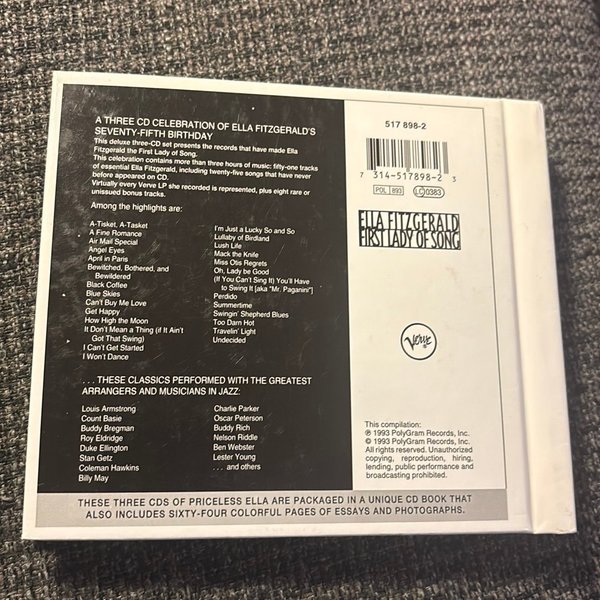 A THREE CD CELEBRATION OF ELLA FITZGERALD'S
SEVENTY-FIFTH BIRTHDAY
This deluxe three-CD set presents the records that have made Ella
Fitzgerald the First Lady of Song.
This celebration contains more than three hours of music: fifty-one tracks
of essential Ella Fitzgerald, including twenty-five songs that have never
before appeared on CD.
Virtually every Verve LP she recorded is represented, plus eight rare or
unissued bonus tracks.
Among the highlights are:
A-Tisket, A-Tasket
A Fine Romance
Air Mail Special
Angel Eyes
April in Paris
Bewitched, Bothered, and
Bewildered
Black Coffee
Blue Skies
Can't Buy Me Love
Get Happy
How High the Moon
It Don't Mean a Thing (if It Ain't
Got That Swing)
I Can't Get Started
I Won't Dance
I'm Just a Lucky So and So
Lullaby of Birdland
Lush Life
Mack the Knife
Miss Otis Regrets
Oh, Lady be Good
(If You Can't Sing It) You'll Have
to Swing It [aka "Mr. Paganini"]
Perdido
Summertime
Swingin' Shepherd Blues
Too Darn Hot
Travelin' Light
Undecided
. . . THESE CLASSICS PERFORMED WITH THE GREATEST
ARRANGERS AND MUSICIANS IN JAZZ:
Louis Armstrong
Count Basie
Buddy Bregman
Roy Eldridge
Duke Ellington
Stan Getz
Coleman Hawkins
Billy May
Charlie Parker
Oscar Peterson
Buddy Rich
Nelson Riddle
Ben Webster
Lester Young
. . . and others
517 898-2
7 314-517898-2 3
PDL 893 LC 0383
ELLA FITZGERALD
FIRST LADY OF SONG
Verve
This compilation:
℗ 1993 PolyGram Records, Inc.
© 1993 PolyGram Records, Inc.
All rights reserved. Unauthorized
copying, reproduction, hiring,
lending, public performance and
broadcasting prohibited.
THESE THREE CDS OF PRICELESS ELLA ARE PACKAGED IN A UNIQUE CD BOOK THAT
ALSO INCLUDES SIXTY-FOUR COLORFUL PAGES OF ESSAYS AND PHOTOGRAPHS.